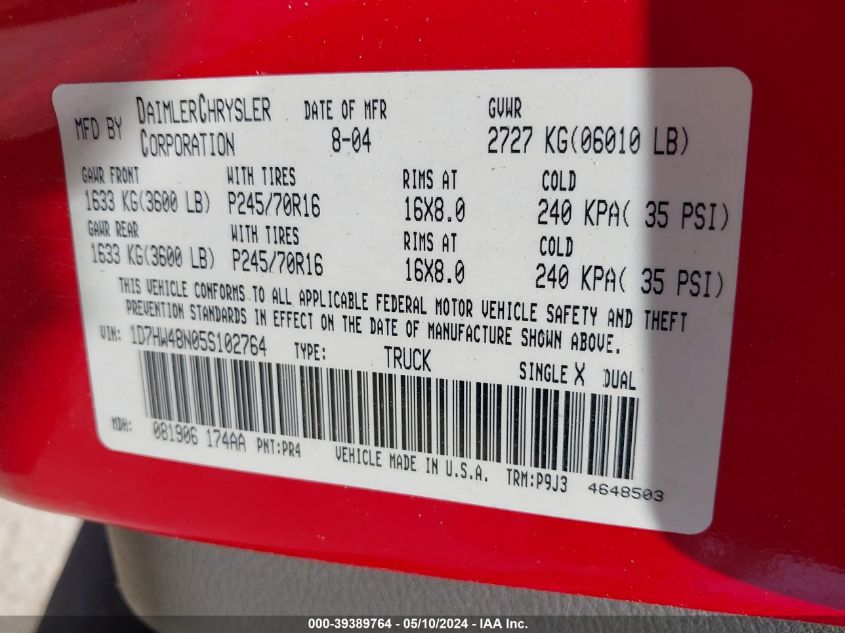 MFD BY DAIMLERCHRYSLER CORPORATION DATE OF MFR 8-04 GVWR 2727 KG(06010 LB)
GAWR FRONT WITH TIRES RIMS AT COLD
1633 KG(3600 LB) P245/70R16 16X8.0 240 KPA( 35 PSI)
GAWR REAR WITH TIRES RIMS AT COLD
1633 KG(3600 LB) P245/70R16 16X8.0 240 KPA( 35 PSI)
THIS VEHICLE CONFORMS TO ALL APPLICABLE FEDERAL MOTOR VEHICLE SAFETY AND THEFT
PREVENTION STANDARDS IN EFFECT ON THE DATE OF MANUFACTURE SHOWN ABOVE.
VIN: 1D7HW48N05S102764 TYPE: TRUCK SINGLE X DUAL
MDH: 081906 174AA PNT:PR4 VEHICLE MADE IN U.S.A. TRM:P9J3 4648503
000-39389764 - 05/10/2024 - IAA Inc.